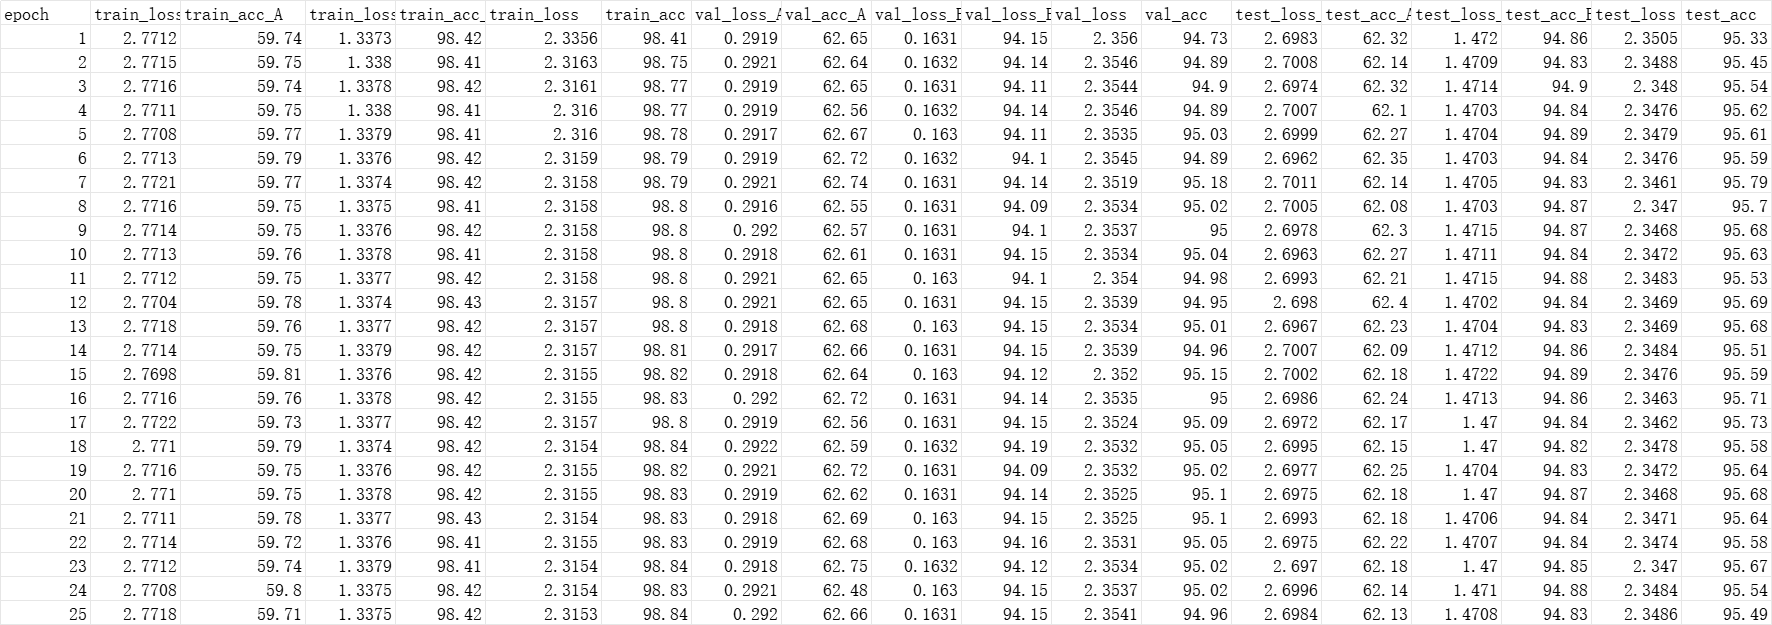 epoch train_loss train_acc_A train_loss train_acc_ train_loss train_acc val_loss_A val_acc_A val_loss_B val_loss_B val_loss val_acc test_loss_ test_acc_A test_loss_ test_acc_B test_loss test_acc
1 2.7712 59.74 1.3373 98.42 2.3356 98.41 0.2919 62.65 0.1631 94.15 2.356 94.73 2.6983 62.32 1.472 94.86 2.3505 95.33
2 2.7715 59.75 1.338 98.41 2.3163 98.75 0.2921 62.64 0.1632 94.14 2.3546 94.89 2.7008 62.14 1.4709 94.83 2.3488 95.45
3 2.7716 59.74 1.3378 98.42 2.3161 98.77 0.2919 62.65 0.1631 94.11 2.3544 94.9 2.6974 62.32 1.4714 94.9 2.348 95.54
4 2.7711 59.75 1.338 98.41 2.316 98.77 0.2919 62.56 0.1632 94.14 2.3546 94.89 2.7007 62.1 1.4703 94.84 2.3476 95.62
5 2.7708 59.77 1.3379 98.41 2.316 98.78 0.2917 62.67 0.163 94.11 2.3535 95.03 2.6999 62.27 1.4704 94.89 2.3479 95.61
6 2.7713 59.79 1.3376 98.42 2.3159 98.79 0.2919 62.72 0.1632 94.1 2.3545 94.89 2.6962 62.35 1.4703 94.84 2.3476 95.59
7 2.7721 59.77 1.3374 98.42 2.3158 98.79 0.2921 62.74 0.1631 94.14 2.3519 95.18 2.7011 62.14 1.4705 94.83 2.3461 95.79
8 2.7716 59.75 1.3375 98.41 2.3158 98.8 0.2916 62.55 0.1631 94.09 2.3534 95.02 2.7005 62.08 1.4703 94.87 2.347 95.7
9 2.7714 59.75 1.3376 98.42 2.3158 98.8 0.292 62.57 0.1631 94.1 2.3537 95 2.6978 62.3 1.4715 94.87 2.3468 95.68
10 2.7713 59.76 1.3378 98.41 2.3158 98.8 0.2918 62.61 0.1631 94.15 2.3534 95.04 2.6963 62.27 1.4711 94.84 2.3472 95.63
11 2.7712 59.75 1.3377 98.42 2.3158 98.8 0.2921 62.65 0.163 94.1 2.354 94.98 2.6993 62.21 1.4715 94.88 2.3483 95.53
12 2.7704 59.78 1.3374 98.43 2.3157 98.8 0.2921 62.65 0.1631 94.15 2.3539 94.95 2.698 62.4 1.4702 94.84 2.3469 95.69
13 2.7718 59.76 1.3377 98.42 2.3157 98.8 0.2918 62.68 0.163 94.15 2.3534 95.01 2.6967 62.23 1.4704 94.83 2.3469 95.68
14 2.7714 59.75 1.3379 98.42 2.3157 98.81 0.2917 62.66 0.1631 94.15 2.3539 94.96 2.7007 62.09 1.4712 94.86 2.3484 95.51
15 2.7698 59.81 1.3376 98.42 2.3155 98.82 0.2918 62.64 0.163 94.12 2.352 95.15 2.7002 62.18 1.4722 94.89 2.3476 95.59
16 2.7716 59.76 1.3378 98.42 2.3155 98.83 0.292 62.72 0.1631 94.14 2.3535 95 2.6986 62.24 1.4713 94.86 2.3463 95.71
17 2.7722 59.73 1.3377 98.42 2.3157 98.8 0.2919 62.56 0.1631 94.15 2.3524 95.09 2.6972 62.17 1.47 94.84 2.3462 95.73
18 2.771 59.79 1.3374 98.42 2.3154 98.84 0.2922 62.59 0.1632 94.19 2.3532 95.05 2.6995 62.15 1.47 94.82 2.3478 95.58
19 2.7716 59.75 1.3376 98.42 2.3155 98.82 0.2921 62.72 0.1631 94.09 2.3532 95.02 2.6977 62.25 1.4704 94.83 2.3472 95.64
20 2.771 59.75 1.3378 98.42 2.3155 98.83 0.2919 62.62 0.1631 94.14 2.3525 95.1 2.6975 62.18 1.47 94.87 2.3468 95.68
21 2.7711 59.78 1.3377 98.43 2.3154 98.83 0.2918 62.69 0.163 94.15 2.3525 95.1 2.6993 62.18 1.4706 94.84 2.3471 95.64
22 2.7714 59.72 1.3376 98.41 2.3155 98.83 0.2919 62.68 0.163 94.16 2.3531 95.05 2.6975 62.22 1.4707 94.84 2.3474 95.58
23 2.7712 59.74 1.3379 98.41 2.3154 98.84 0.2918 62.75 0.1632 94.12 2.3534 95.02 2.697 62.18 1.47 94.85 2.347 95.67
24 2.7708 59.8 1.3375 98.42 2.3154 98.83 0.2921 62.48 0.163 94.15 2.3537 95.02 2.6996 62.14 1.471 94.88 2.3484 95.54
25 2.7718 59.71 1.3375 98.42 2.3153 98.84 0.292 62.66 0.1631 94.15 2.3541 94.96 2.6984 62.13 1.4708 94.83 2.3486 95.49